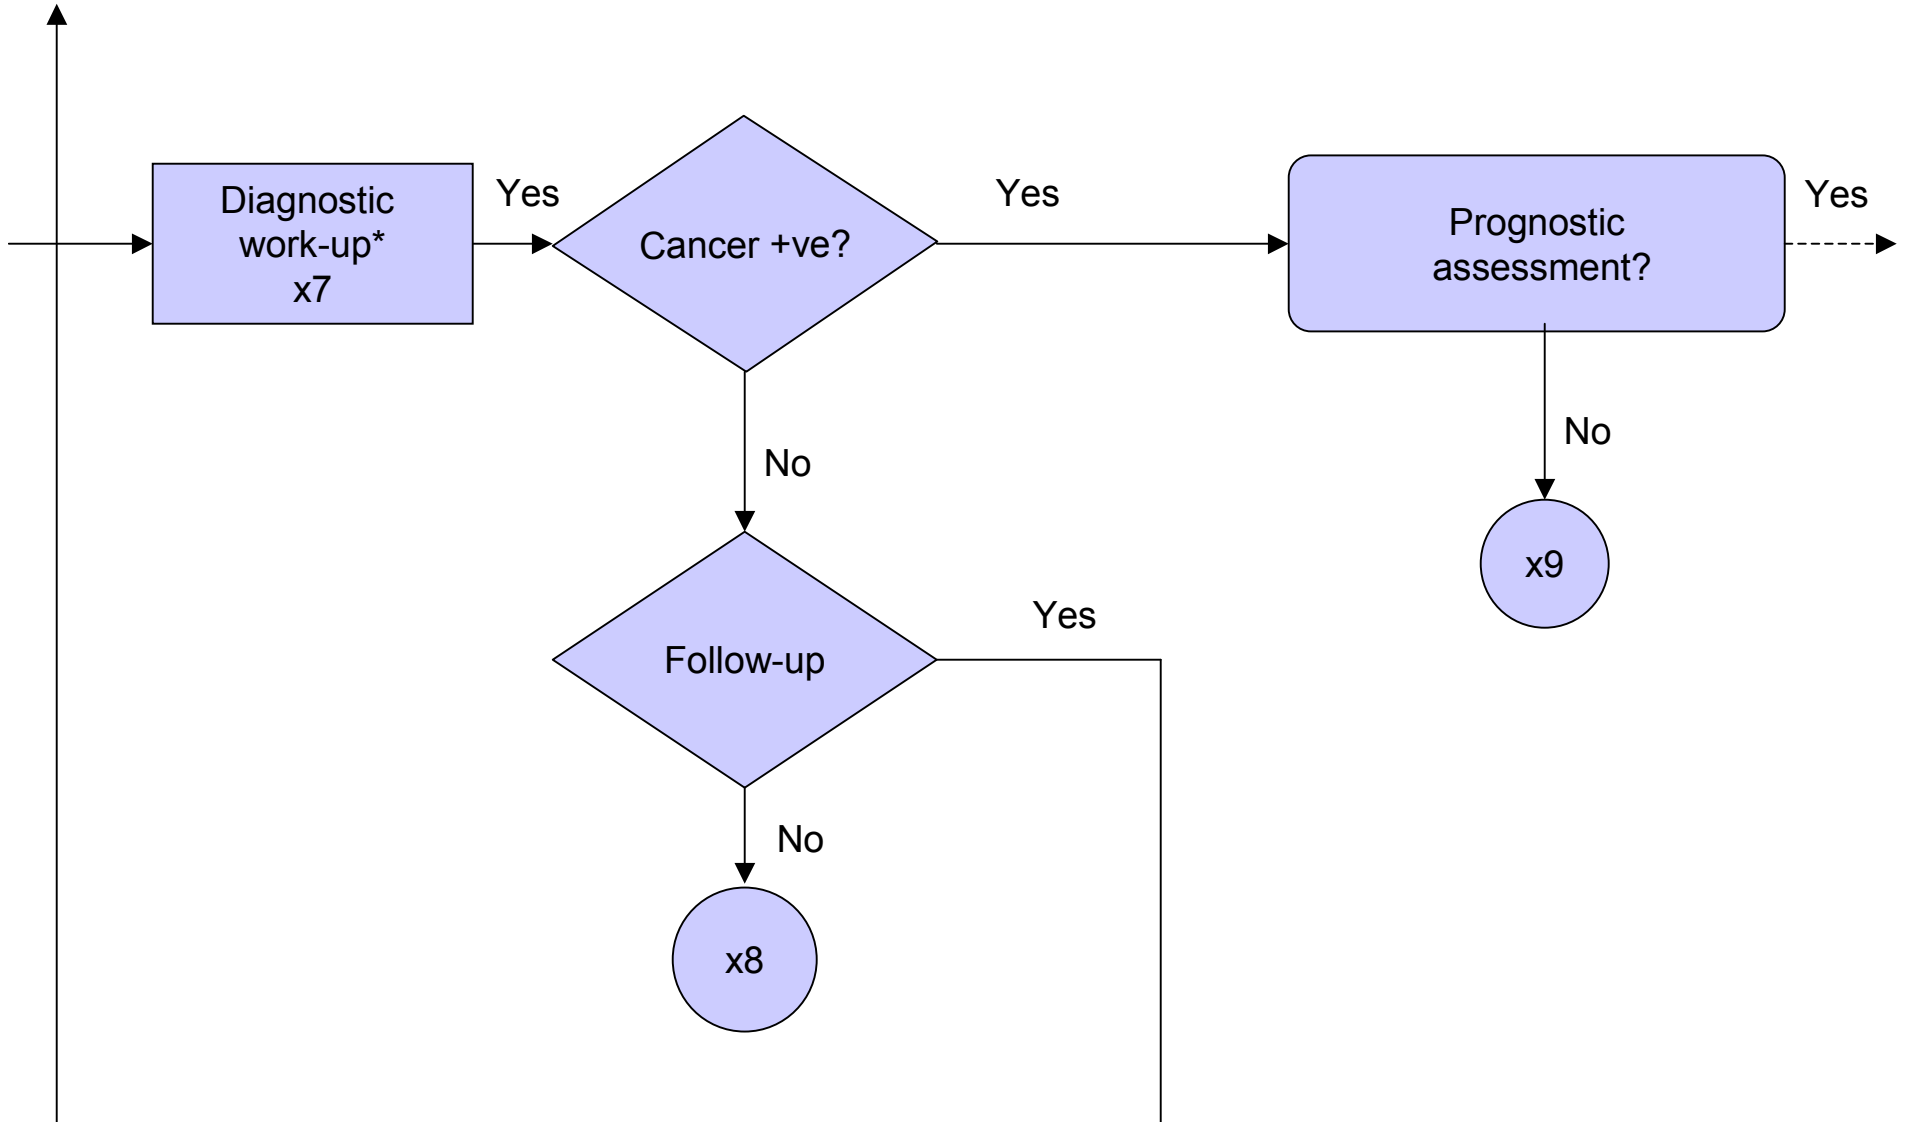 Diagnostic
work-up*
x7
Yes
Cancer +ve?
Yes
Prognostic
assessment?
Yes
No
No
x9
Follow-up
Yes
No
x8